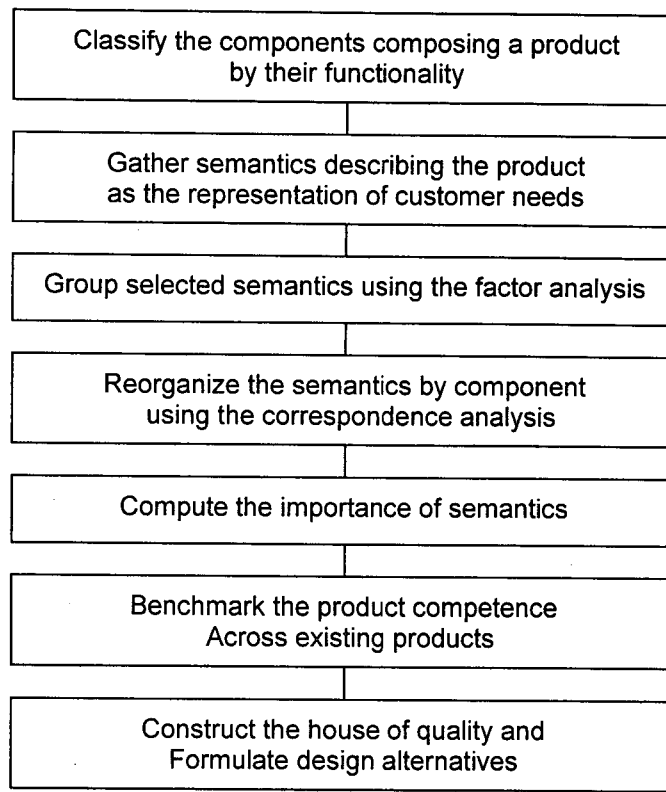 Classify the components composing a product
by their functionality
Gather semantics describing the product
as the representation of customer needs
Group selected semantics using the factor analysis
Reorganize the semantics by component
using the correspondence analysis
Compute the importance of semantics
Benchmark the product competence
Across existing products
Construct the house of quality and
Formulate design alternatives